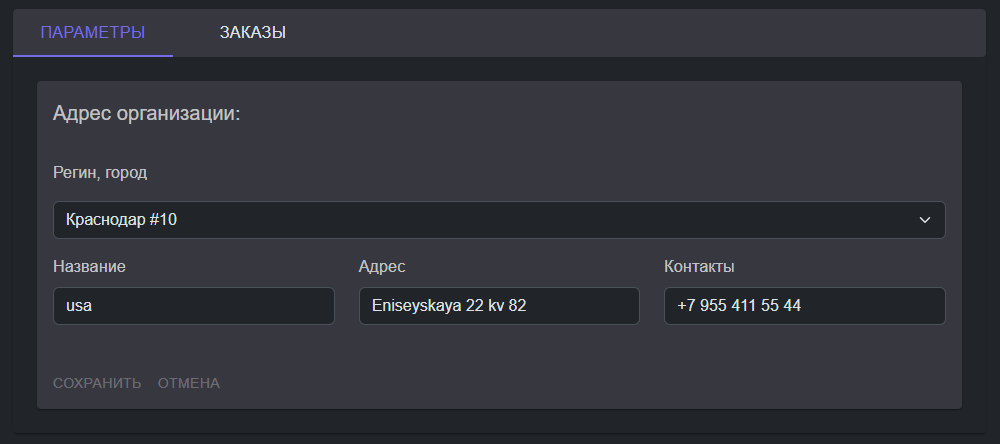 ПАРАМЕТРЫ ЗАКАЗЫ
Адрес организации:
Регин, город
Краснодар #10
Название Адрес Контакты
usa Eniseyskaya 22 kv 82 +7 955 411 55 44
СОХРАНИТЬ ОТМЕНА